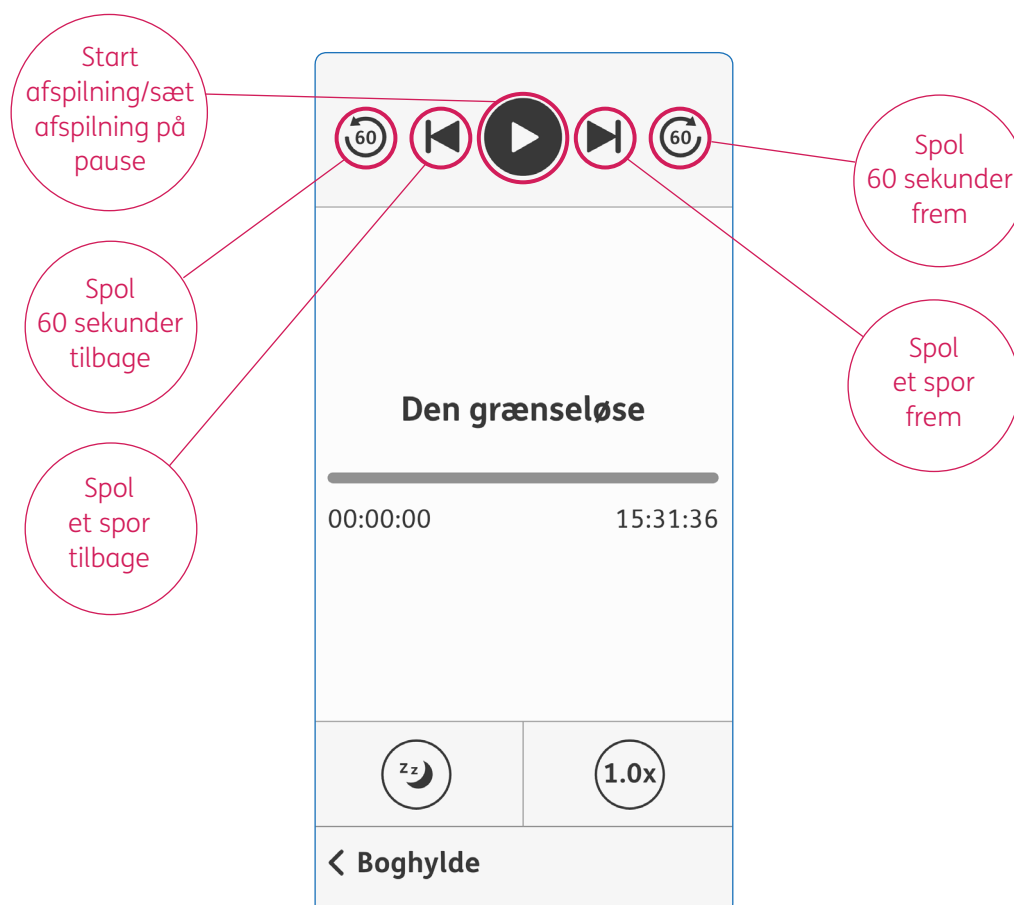 Start
afspilning/sæt
afspilning på
pause
60
60
Spol
60 sekunder
frem
Spol
60 sekunder
tilbage
Spol
et spor
frem
Den grænseløse
00:00:00 15:31:36
Spol
et spor
tilbage
zz
1.0x
Boghylde